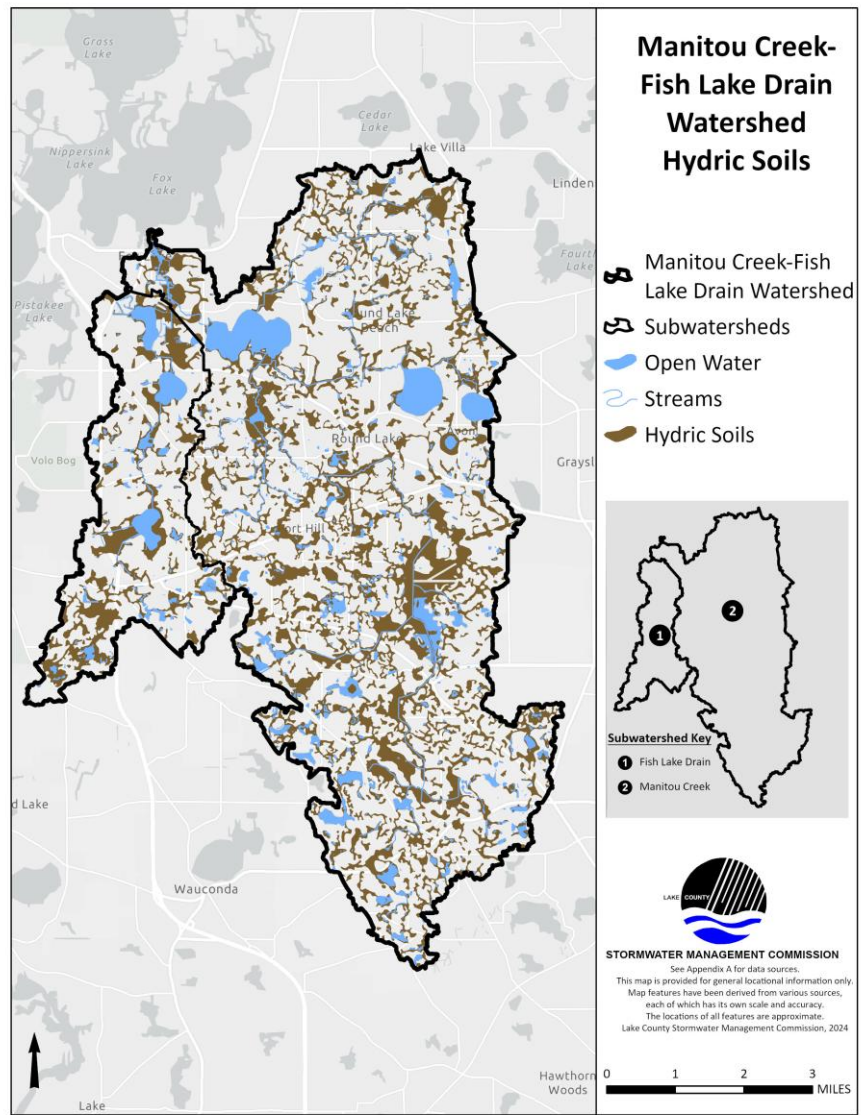 Manitou Creek-
Fish Lake Drain
Watershed
Hydric Soils
Manitou Creek-Fish
Lake Drain Watershed
Subwatersheds
Open Water
Streams
Hydric Soils
Grass
Lake
Cedar
Lake
Lake Villa
Nippersink
Lake
Fox
Lake
Linden
Fourth
Lake
Pistakee
Lake
Beach
Round Lake
Volo Bog
Graysl
ort Hill
d Lake
Wauconda
Hawthorn
Woods
Lake
1
2
Subwatershed Key
1 Fish Lake Drain
2 Manitou Creek
LAKE COUNTY
STORMWATER MANAGEMENT COMMISSION
See Appendix A for data sources.
This map is provided for general locational information only.
Map features have been derived from various sources,
each of which has its own scale and accuracy.
The locations of all features are approximate.
Lake County Stormwater Management Commission, 2024
0 1 2 3
MILES